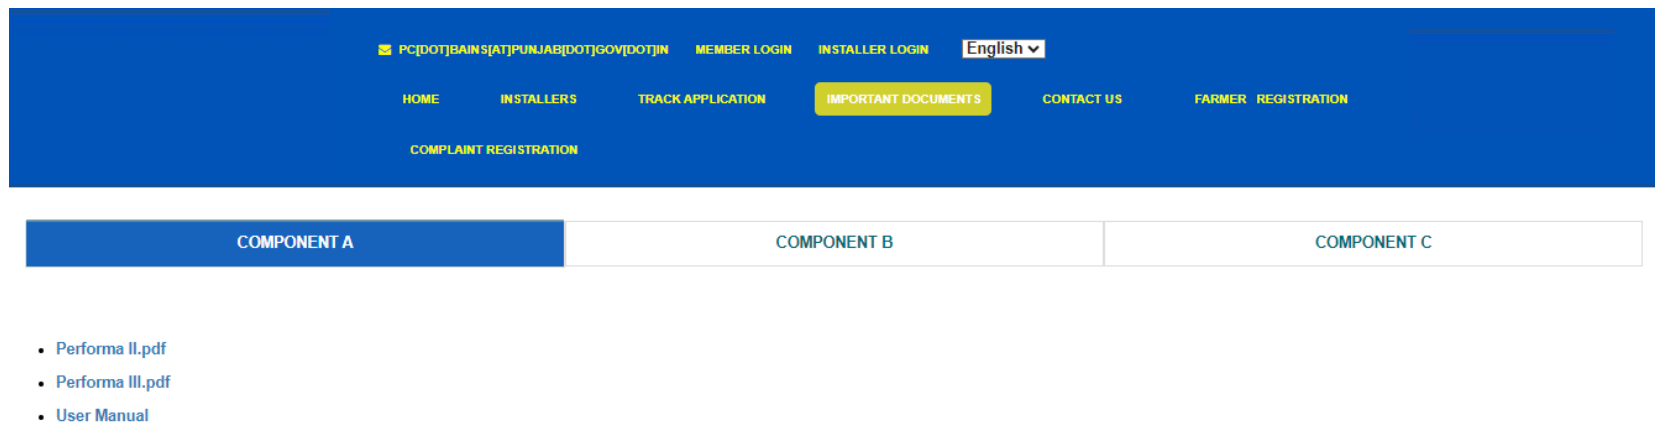 PC[DOT]BAINS[AT]PUNJAB[DOT]GOV[DOT]IN MEMBER LOGIN INSTALLER LOGIN English
HOME INSTALLERS TRACK APPLICATION IMPORTANT DOCUMENTS CONTACT US FARMER REGISTRATION
COMPLAINT REGISTRATION
COMPONENT A COMPONENT B COMPONENT C
Performa II.pdf
Performa III.pdf
User Manual